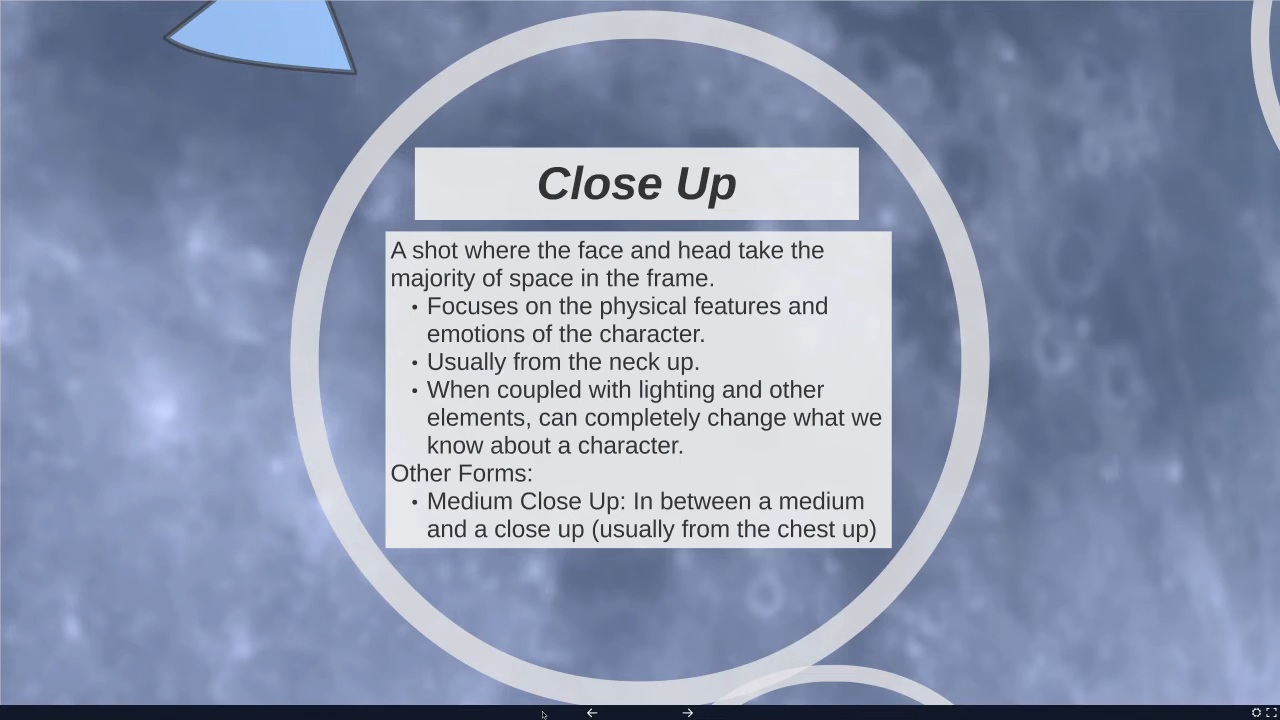 Close Up
A shot where the face and head take the
majority of space in the frame.
• Focuses on the physical features and
emotions of the character.
• Usually from the neck up.
• When coupled with lighting and other
elements, can completely change what we
know about a character.
Other Forms:
• Medium Close Up: In between a medium
and a close up (usually from the chest up)